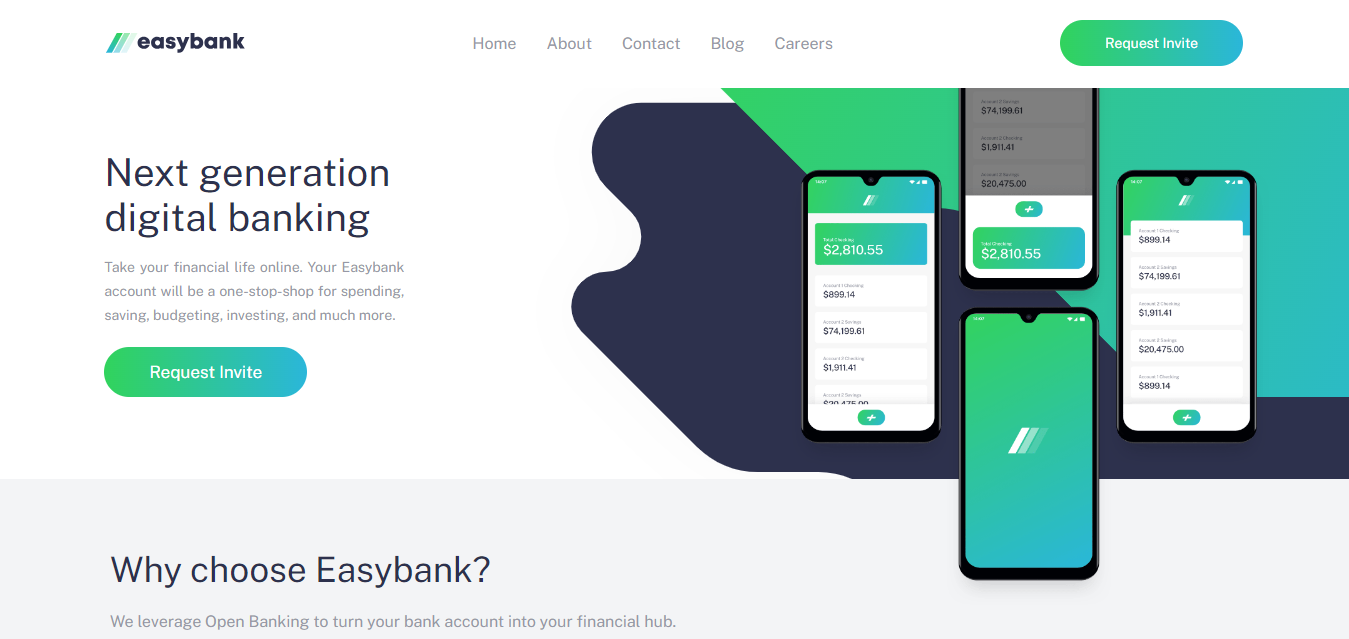 easybank
Home About Contact Blog Careers
Request Invite
Next generation
digital banking
Take your financial life online. Your Easybank
account will be a one-stop-shop for spending,
saving, budgeting, investing, and much more.
Request Invite
14:07
Total Checking
$2,810.55
Account 1 Checking
$899.14
Account 2 Savings
$74,199.61
Account 2 Checking
$1,911.41
Account 2 Savings
$20,475.00
Account 2 Savings
$74,199.61
Account 2 Checking
$1,911.41
Account 2 Savings
$20,475.00
Total Checking
$2,810.55
14:07
14:07
Account 1 Checking
$899.14
Account 2 Savings
$74,199.61
Account 2 Checking
$1,911.41
Account 2 Savings
$20,475.00
Account 1 Checking
$899.14
Why choose Easybank?
We leverage Open Banking to turn your bank account into your financial hub.